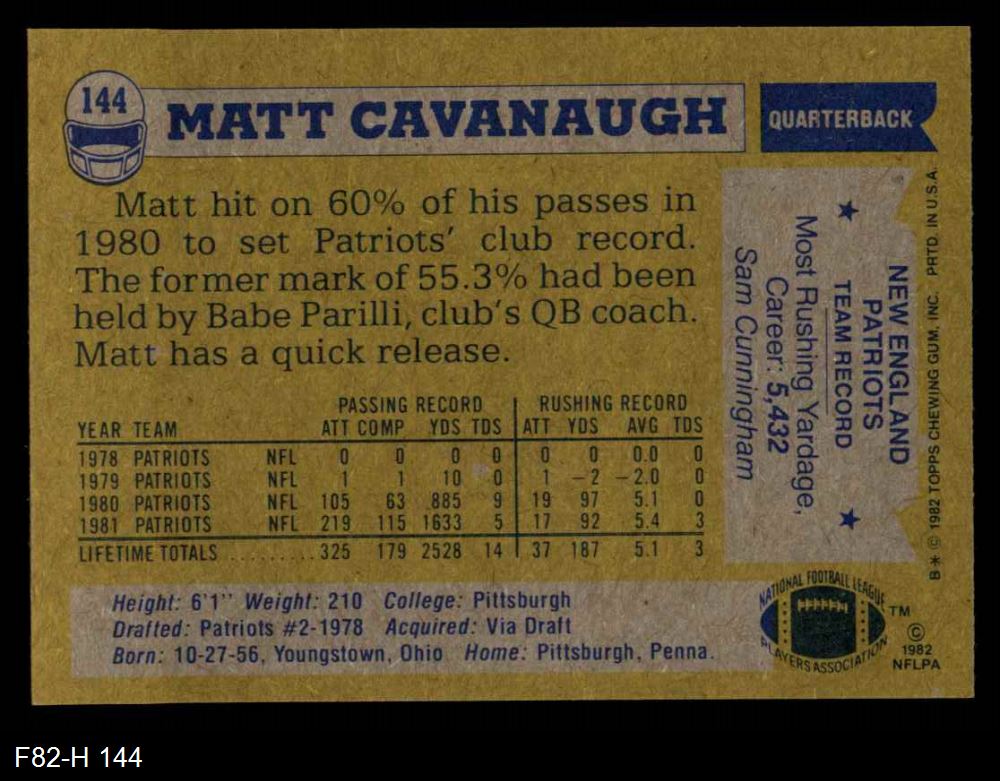 144
MATT CAVANAUGH
QUARTERBACK
Matt hit on 60% of his passes in
1980 to set Patriots' club record.
The former mark of 55.3% had been
held by Babe Parilli, club's QB coach.
Matt has a quick release.
PASSING RECORD RUSHING RECORD
YEAR TEAM ATT COMP YDS TDS ATT YDS AVG TDS
1978 PATRIOTS NFL 0 0 0 0 0 0 0.0 0
1979 PATRIOTS NFL 1 1 10 0 1 -2 -2.0 0
1980 PATRIOTS NFL 105 63 885 9 19 97 5.1 0
1981 PATRIOTS NFL 219 115 1633 5 17 92 5.4 3
LIFETIME TOTALS ......... 325 179 2528 14 37 187 5.1 3
Height: 6'1" Weight: 210 College: Pittsburgh
Drafted: Patriots #2-1978 Acquired: Via Draft
Born: 10-27-56, Youngstown, Ohio Home: Pittsburgh, Penna.
NEW ENGLAND
PATRIOTS
★ TEAM RECORD ★
Most Rushing Yardage,
Career: 5,432
Sam Cunningham
B* © 1982 TOPPS CHEWING GUM, INC. PRTD. IN U.S.A.
NATIONAL FOOTBALL LEAGUE
PLAYERS ASSOCIATION
TM
©
1982
NFLPA
F82-H 144